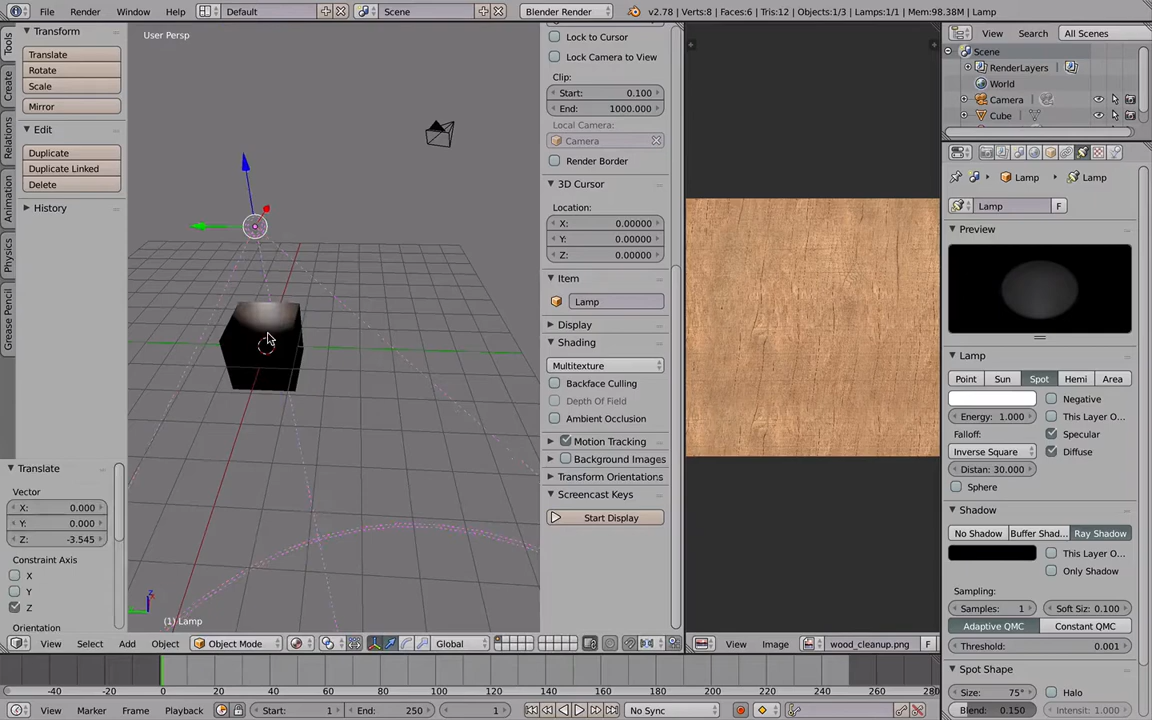 File Render Window Help Default Scene Blender Render v2.78 | Verts:8 | Faces:6 | Tris:12 | Objects:1/3 | Lamps:1/1 | Mem:98.38M | Lamp
Tools
Create
Relations
Animation
Physics
Grease Pencil
Transform
Translate
Rotate
Scale
Mirror
Edit
Duplicate
Duplicate Linked
Delete
History
Translate
Vector
X: 0.000
Y: 0.000
Z: -3.545
Constraint Axis
X
Y
Z
Orientation
User Persp
(1) Lamp
View Select Add Object Object Mode Global
Lock to Cursor
Lock Camera to View
Clip:
Start: 0.100
End: 1000.000
Local Camera:
Camera
Render Border
3D Cursor
Location:
X: 0.00000
Y: 0.00000
Z: 0.00000
Item
Lamp
Display
Shading
Multitexture
Backface Culling
Depth Of Field
Ambient Occlusion
Motion Tracking
Background Images
Transform Orientations
Screencast Keys
Start Display
View Image wood_cleanup.png F
View Search All Scenes
Scene
RenderLayers
World
Camera
Cube
Lamp Lamp
Lamp F
Preview
Lamp
Point Sun Spot Hemi Area
Negative
Energy: 1.000 This Layer O...
Falloff: Specular
Inverse Square Diffuse
Distan: 30.000
Sphere
Shadow
No Shadow Buffer Shad... Ray Shadow
This Layer O...
Only Shadow
Sampling:
Samples: 1 Soft Siz: 0.100
Adaptive QMC Constant QMC
Threshold: 0.001
Spot Shape
Size: 75° Halo
Blend: 0.150 Intensit: 1.000
-40 -20 0 20 40 60 80 100 120 140 160 180 200 220 240 260 280
View Marker Frame Playback Start: 1 End: 250 1 No Sync